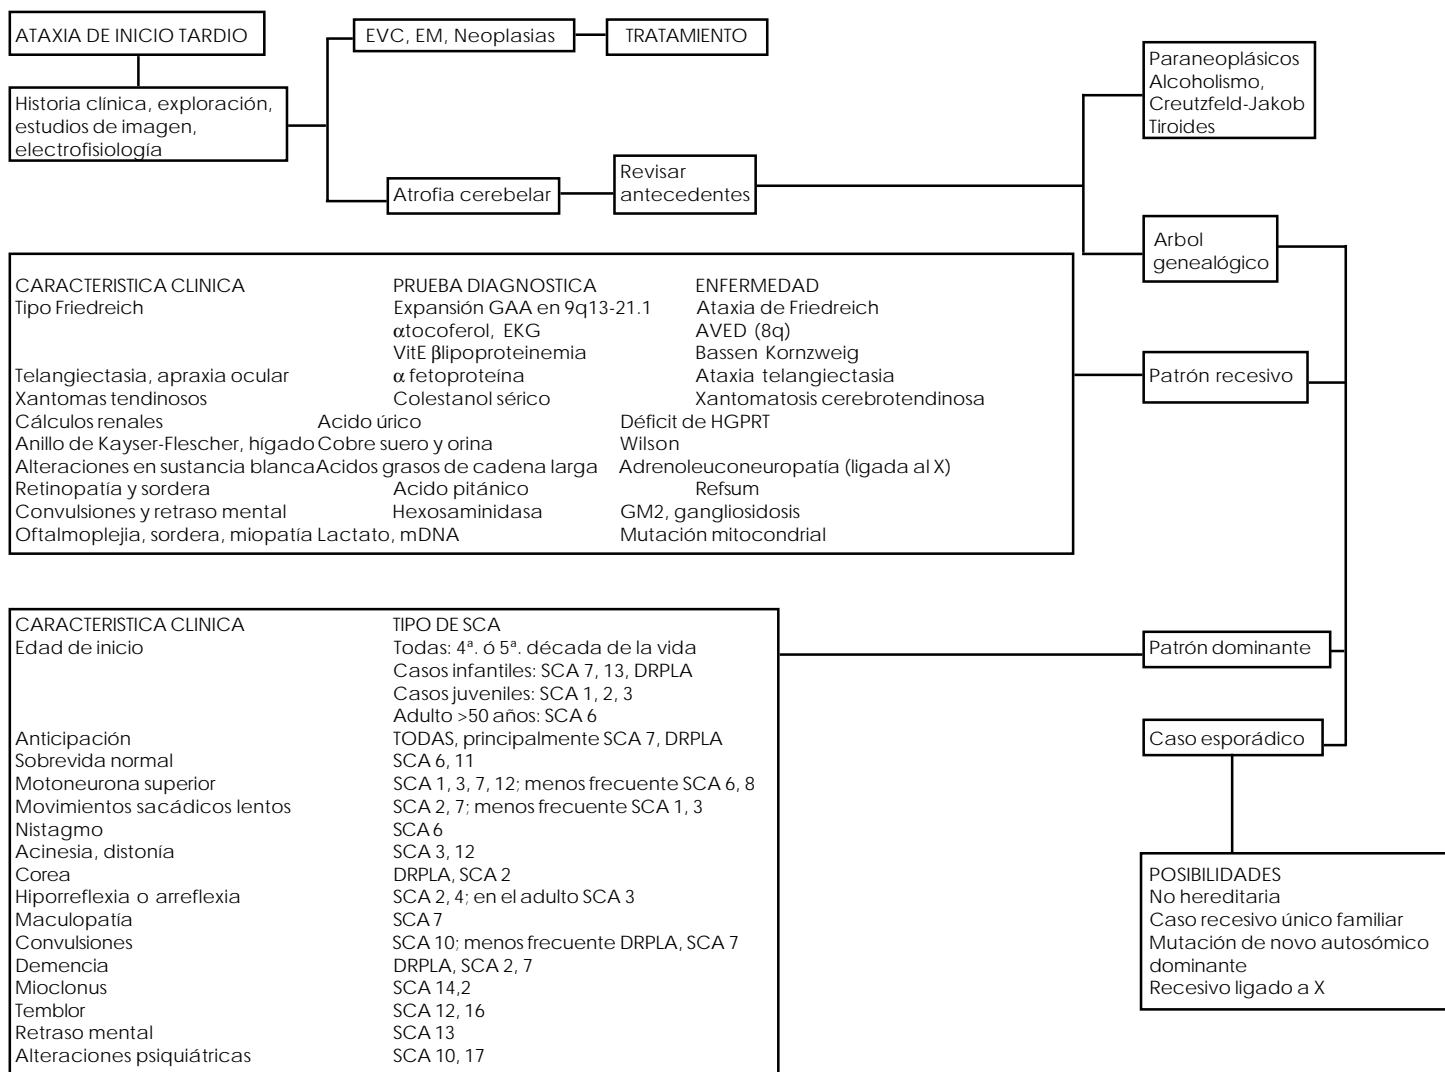 ATAXIA DE INICIO TARDIO
EVC, EM, Neoplasias
TRATAMIENTO
Historia clínica, exploración,
estudios de imagen,
electrofisiología
Paraneoplásicos
Alcoholismo,
Creutzfeld-Jakob
Tiroides
Atrofia cerebelar
Revisar
antecedentes
Arbol
genealógico
CARACTERISTICA CLINICA PRUEBA DIAGNOSTICA ENFERMEDAD
Tipo Friedreich Expansión GAA en 9q13-21.1 Ataxia de Friedreich
αtocoferol, EKG AVED (8q)
VitE βlipoproteinemia Bassen Kornzweig
Telangiectasia, apraxia ocular α fetoproteína Ataxia telangiectasia
Xantomas tendinosos Colestanol sérico Xantomatosis cerebrotendinosa
Cálculos renales Acido úrico Déficit de HGPRT
Anillo de Kayser-Flescher, hígado Cobre suero y orina Wilson
Alteraciones en sustancia blanca Acidos grasos de cadena larga Adrenoleuconeuropatía (ligada al X)
Retinopatía y sordera Acido pitánico Refsum
Convulsiones y retraso mental Hexosaminidasa GM2, gangliosidosis
Oftalmoplejia, sordera, miopatía Lactato, mDNA Mutación mitocondrial
Patrón recesivo
CARACTERISTICA CLINICA TIPO DE SCA
Edad de inicio Todas: 4ª. ó 5ª. década de la vida
Casos infantiles: SCA 7, 13, DRPLA
Casos juveniles: SCA 1, 2, 3
Adulto >50 años: SCA 6
Anticipación TODAS, principalmente SCA 7, DRPLA
Sobrevida normal SCA 6, 11
Motoneurona superior SCA 1, 3, 7, 12; menos frecuente SCA 6, 8
Movimientos sacádicos lentos SCA 2, 7; menos frecuente SCA 1, 3
Nistagmo SCA 6
Acinesia, distonía SCA 3, 12
Corea DRPLA, SCA 2
Hiporreflexia o arreflexia SCA 2, 4; en el adulto SCA 3
Maculopatía SCA 7
Convulsiones SCA 10; menos frecuente DRPLA, SCA 7
Demencia DRPLA, SCA 2, 7
Mioclonus SCA 14,2
Temblor SCA 12, 16
Retraso mental SCA 13
Alteraciones psiquiátricas SCA 10, 17
Patrón dominante
Caso esporádico
POSIBILIDADES
No hereditaria
Caso recesivo único familiar
Mutación de novo autosómico
dominante
Recesivo ligado a X